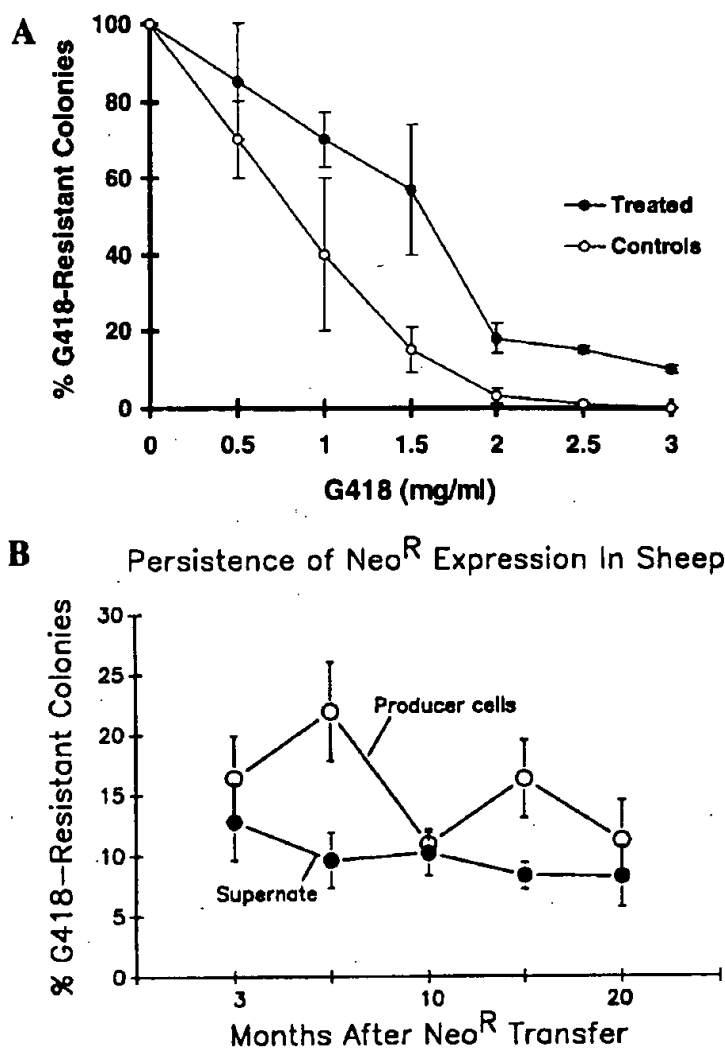 A
% G418-Resistant Colonies
100
80
60
40
20
0
Treated
Controls
0 0.5 1 1.5 2 2.5 3
G418 (mg/ml)
B
Persistence of Neo^R Expression In Sheep
% G418-Resistant Colonies
30
25
20
15
10
5
0
Producer cells
Supernate
3 10 20
Months After Neo^R Transfer